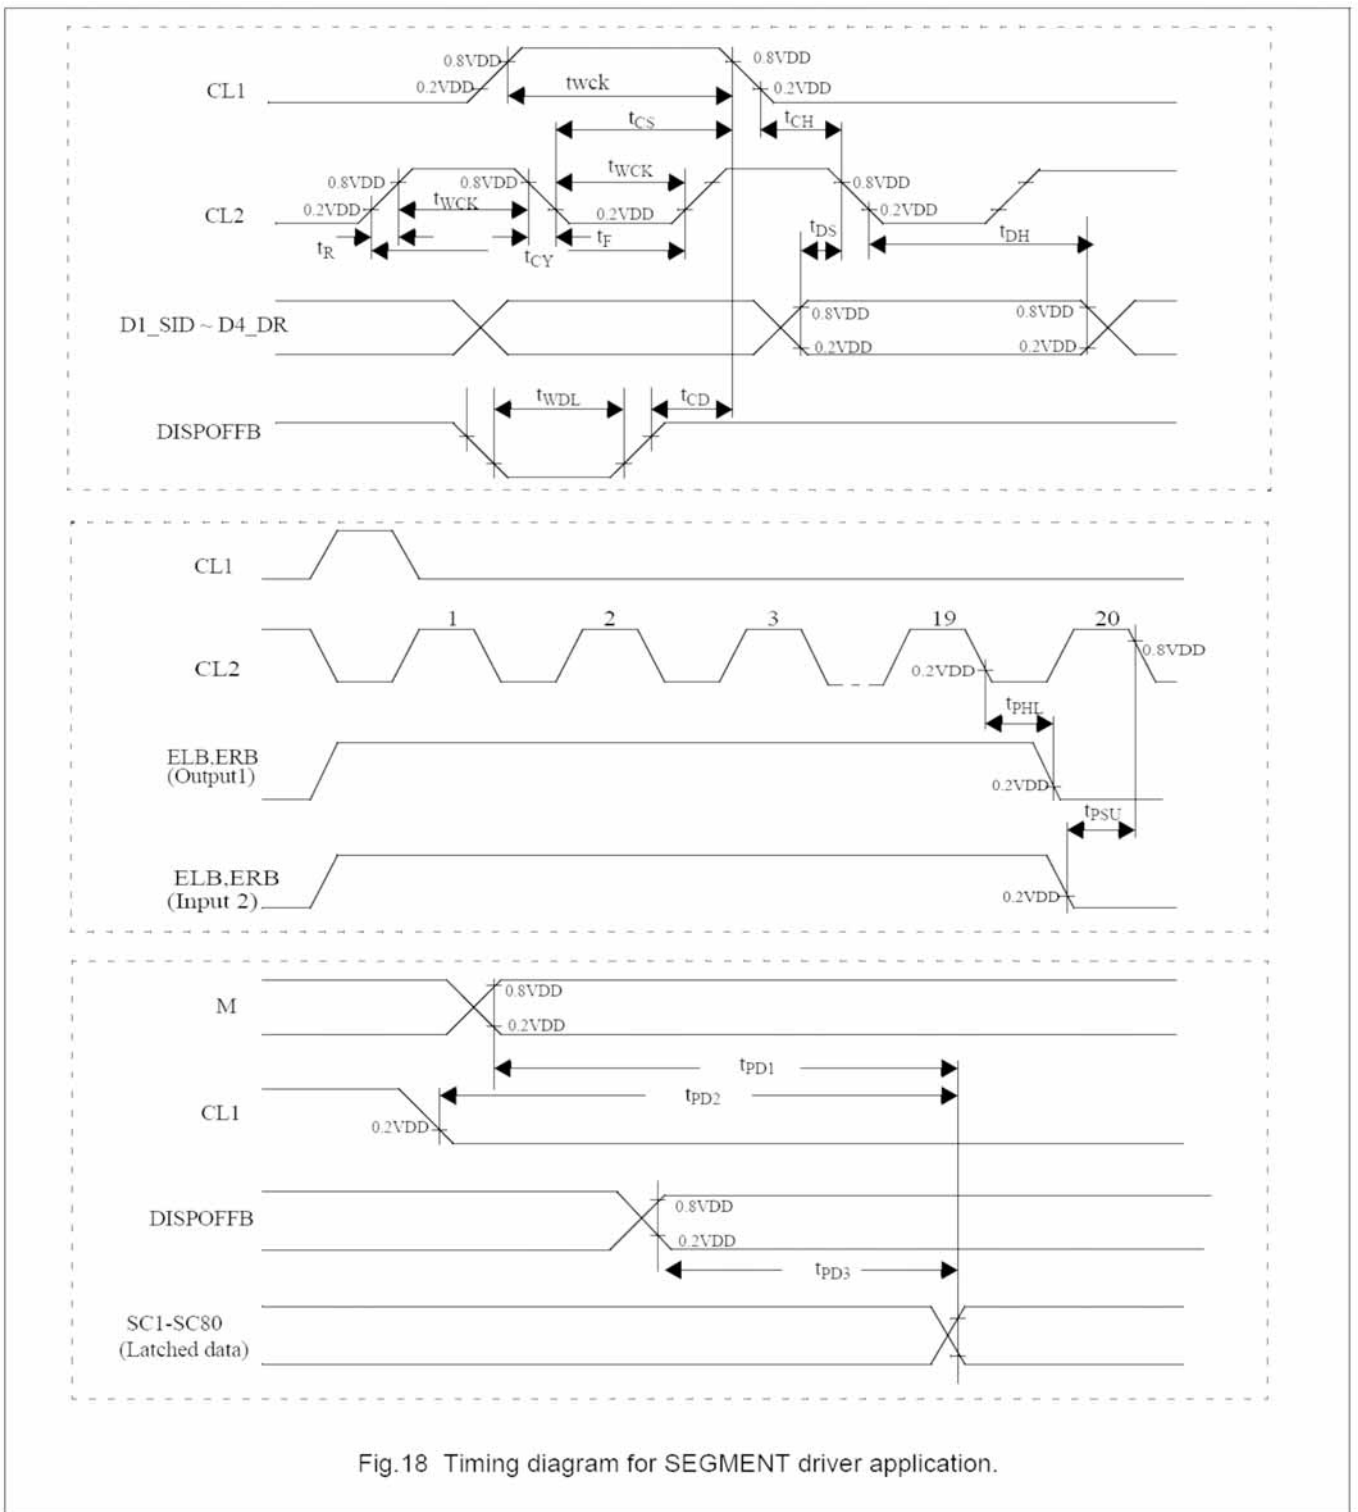 0.8VDD 0.8VDD
CL1 0.2VDD twck 0.2VDD
tCS tCH
0.8VDD 0.8VDD tWCK 0.8VDD
CL2 0.2VDD tWCK 0.2VDD 0.2VDD
tR tCY tF tDS tDH
D1_SID ~ D4_DR 0.8VDD 0.8VDD
0.2VDD 0.2VDD
tWDL tCD
DISPOFFB
CL1
1 2 3 19 20
CL2 0.2VDD 0.8VDD
tPHL
ELB.ERB
(Output1) 0.2VDD
tPSU
ELB.ERB
(Input 2) 0.2VDD
M 0.8VDD
0.2VDD
tPD1
tPD2
CL1 0.2VDD
DISPOFFB 0.8VDD
0.2VDD
tPD3
SC1-SC80
(Latched data)
Fig.18 Timing diagram for SEGMENT driver application.